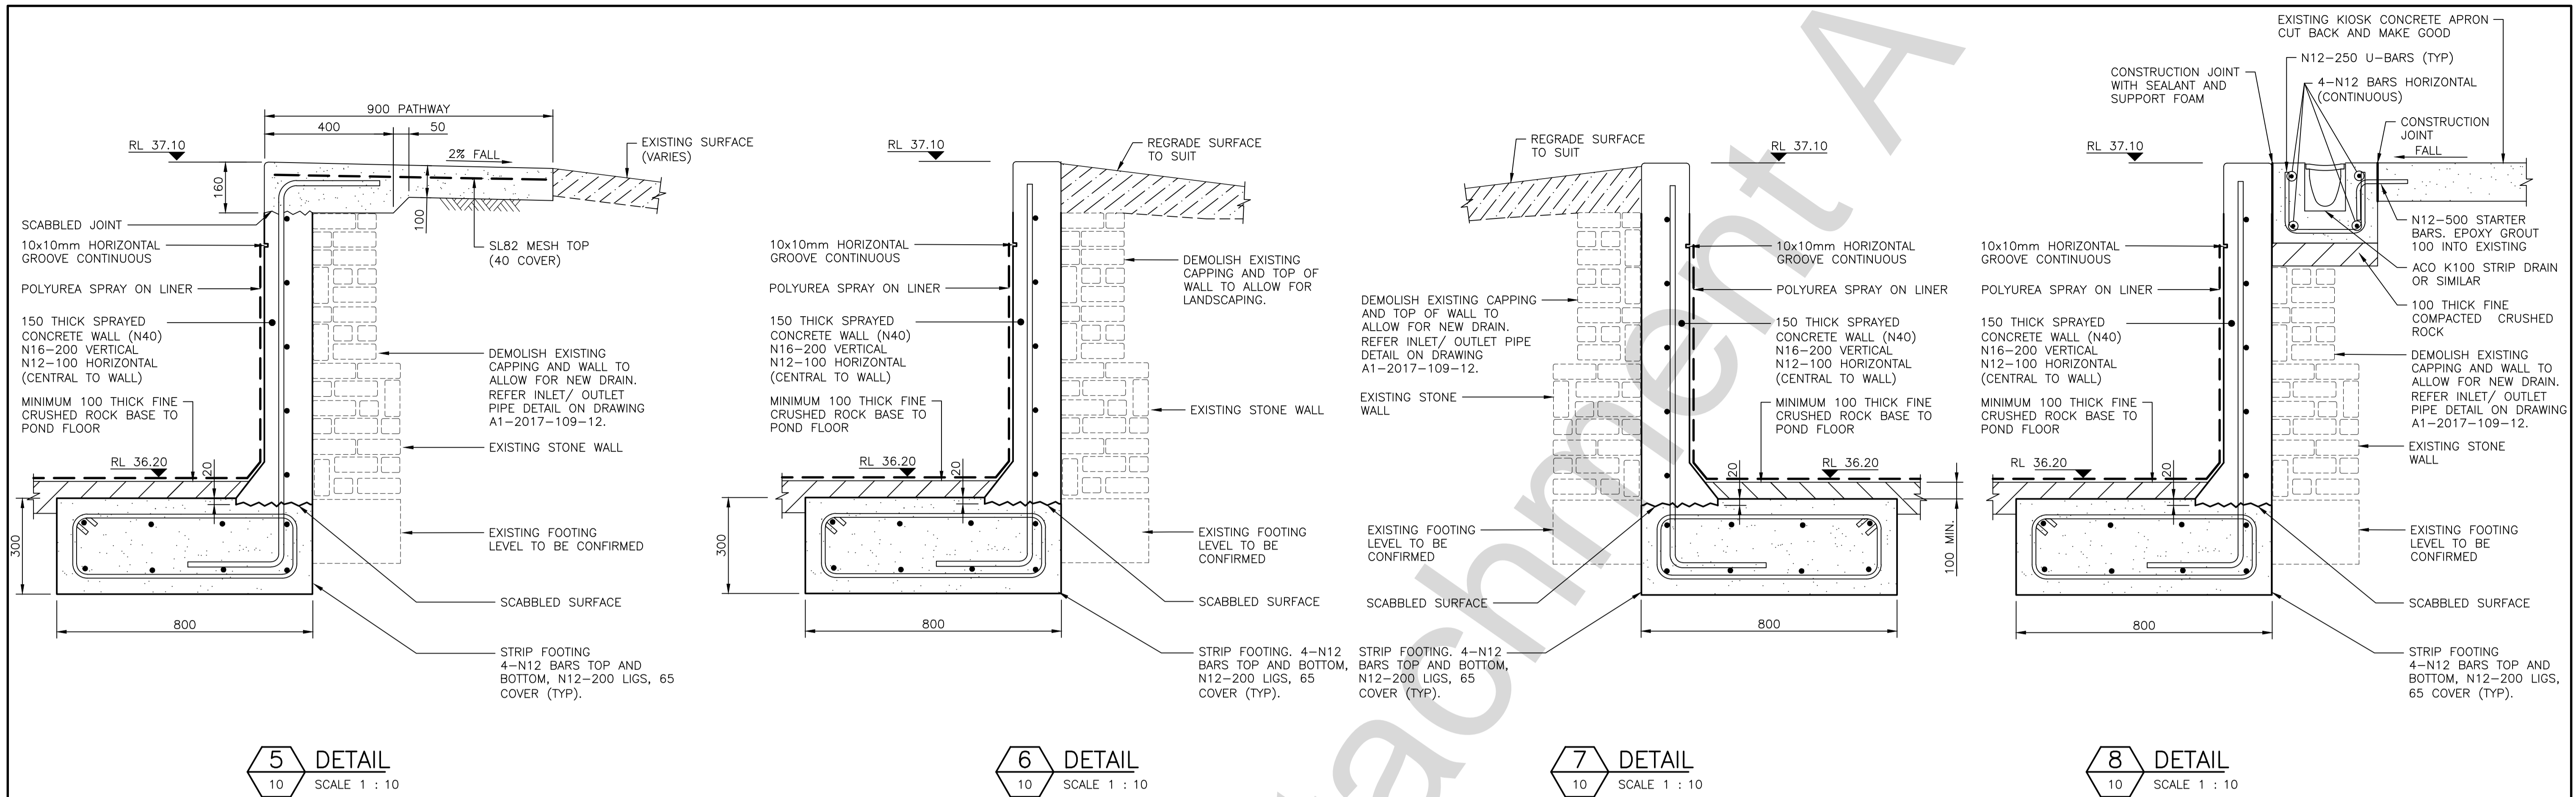 900 PATHWAY
400
50
RL 37.10
2% FALL
EXISTING SURFACE
(VARIES)
160
100
SCABBLED JOINT
10x10mm HORIZONTAL
GROOVE CONTINUOUS
SL82 MESH TOP
(40 COVER)
POLYUREA SPRAY ON LINER
150 THICK SPRAYED
CONCRETE WALL (N40)
N16-200 VERTICAL
N12-100 HORIZONTAL
(CENTRAL TO WALL)
DEMOLISH EXISTING
CAPPING AND WALL TO
ALLOW FOR NEW DRAIN.
REFER INLET/ OUTLET
PIPE DETAIL ON DRAWING
A1-2017-109-12.
MINIMUM 100 THICK FINE
CRUSHED ROCK BASE TO
POND FLOOR
EXISTING STONE WALL
RL 36.20
20
300
EXISTING FOOTING
LEVEL TO BE CONFIRMED
SCABBLED SURFACE
800
STRIP FOOTING
4-N12 BARS TOP AND
BOTTOM, N12-200 LIGS, 65
COVER (TYP).
5
10
DETAIL
SCALE 1 : 10
RL 37.10
REGRADE SURFACE
TO SUIT
10x10mm HORIZONTAL
GROOVE CONTINUOUS
DEMOLISH EXISTING
CAPPING AND TOP OF
WALL TO ALLOW FOR
LANDSCAPING.
POLYUREA SPRAY ON LINER
150 THICK SPRAYED
CONCRETE WALL (N40)
N16-200 VERTICAL
N12-100 HORIZONTAL
(CENTRAL TO WALL)
MINIMUM 100 THICK FINE
CRUSHED ROCK BASE TO
POND FLOOR
EXISTING STONE WALL
RL 36.20
20
300
EXISTING FOOTING
LEVEL TO BE
CONFIRMED
SCABBLED SURFACE
800
STRIP FOOTING. 4-N12
BARS TOP AND BOTTOM,
N12-200 LIGS, 65
COVER (TYP).
6
10
DETAIL
SCALE 1 : 10
REGRADE SURFACE
TO SUIT
RL 37.10
10x10mm HORIZONTAL
GROOVE CONTINUOUS
POLYUREA SPRAY ON LINER
DEMOLISH EXISTING CAPPING
AND TOP OF WALL TO
ALLOW FOR NEW DRAIN.
REFER INLET/ OUTLET PIPE
DETAIL ON DRAWING
A1-2017-109-12.
150 THICK SPRAYED
CONCRETE WALL (N40)
N16-200 VERTICAL
N12-100 HORIZONTAL
(CENTRAL TO WALL)
EXISTING STONE
WALL
MINIMUM 100 THICK FINE
CRUSHED ROCK BASE TO
POND FLOOR
RL 36.20
20
100 MIN.
EXISTING FOOTING
LEVEL TO BE
CONFIRMED
SCABBLED SURFACE
800
STRIP FOOTING. 4-N12
BARS TOP AND BOTTOM,
N12-200 LIGS, 65
COVER (TYP).
7
10
DETAIL
SCALE 1 : 10
EXISTING KIOSK CONCRETE APRON
CUT BACK AND MAKE GOOD
N12-250 U-BARS (TYP)
CONSTRUCTION JOINT
WITH SEALANT AND
SUPPORT FOAM
4-N12 BARS HORIZONTAL
(CONTINUOUS)
CONSTRUCTION
JOINT
FALL
RL 37.10
N12-500 STARTER
BARS. EPOXY GROUT
100 INTO EXISTING
10x10mm HORIZONTAL
GROOVE CONTINUOUS
ACO K100 STRIP DRAIN
OR SIMILAR
POLYUREA SPRAY ON LINER
100 THICK FINE
COMPACTED CRUSHED
ROCK
150 THICK SPRAYED
CONCRETE WALL (N40)
N16-200 VERTICAL
N12-100 HORIZONTAL
(CENTRAL TO WALL)
DEMOLISH EXISTING
CAPPING AND WALL TO
ALLOW FOR NEW DRAIN.
REFER INLET/ OUTLET
PIPE DETAIL ON DRAWING
A1-2017-109-12.
MINIMUM 100 THICK FINE
CRUSHED ROCK BASE TO
POND FLOOR
EXISTING STONE
WALL
RL 36.20
20
EXISTING FOOTING
LEVEL TO BE
CONFIRMED
SCABBLED SURFACE
800
STRIP FOOTING
4-N12 BARS TOP AND
BOTTOM, N12-200 LIGS,
65 COVER (TYP).
8
10
DETAIL
SCALE 1 : 10
tachment A